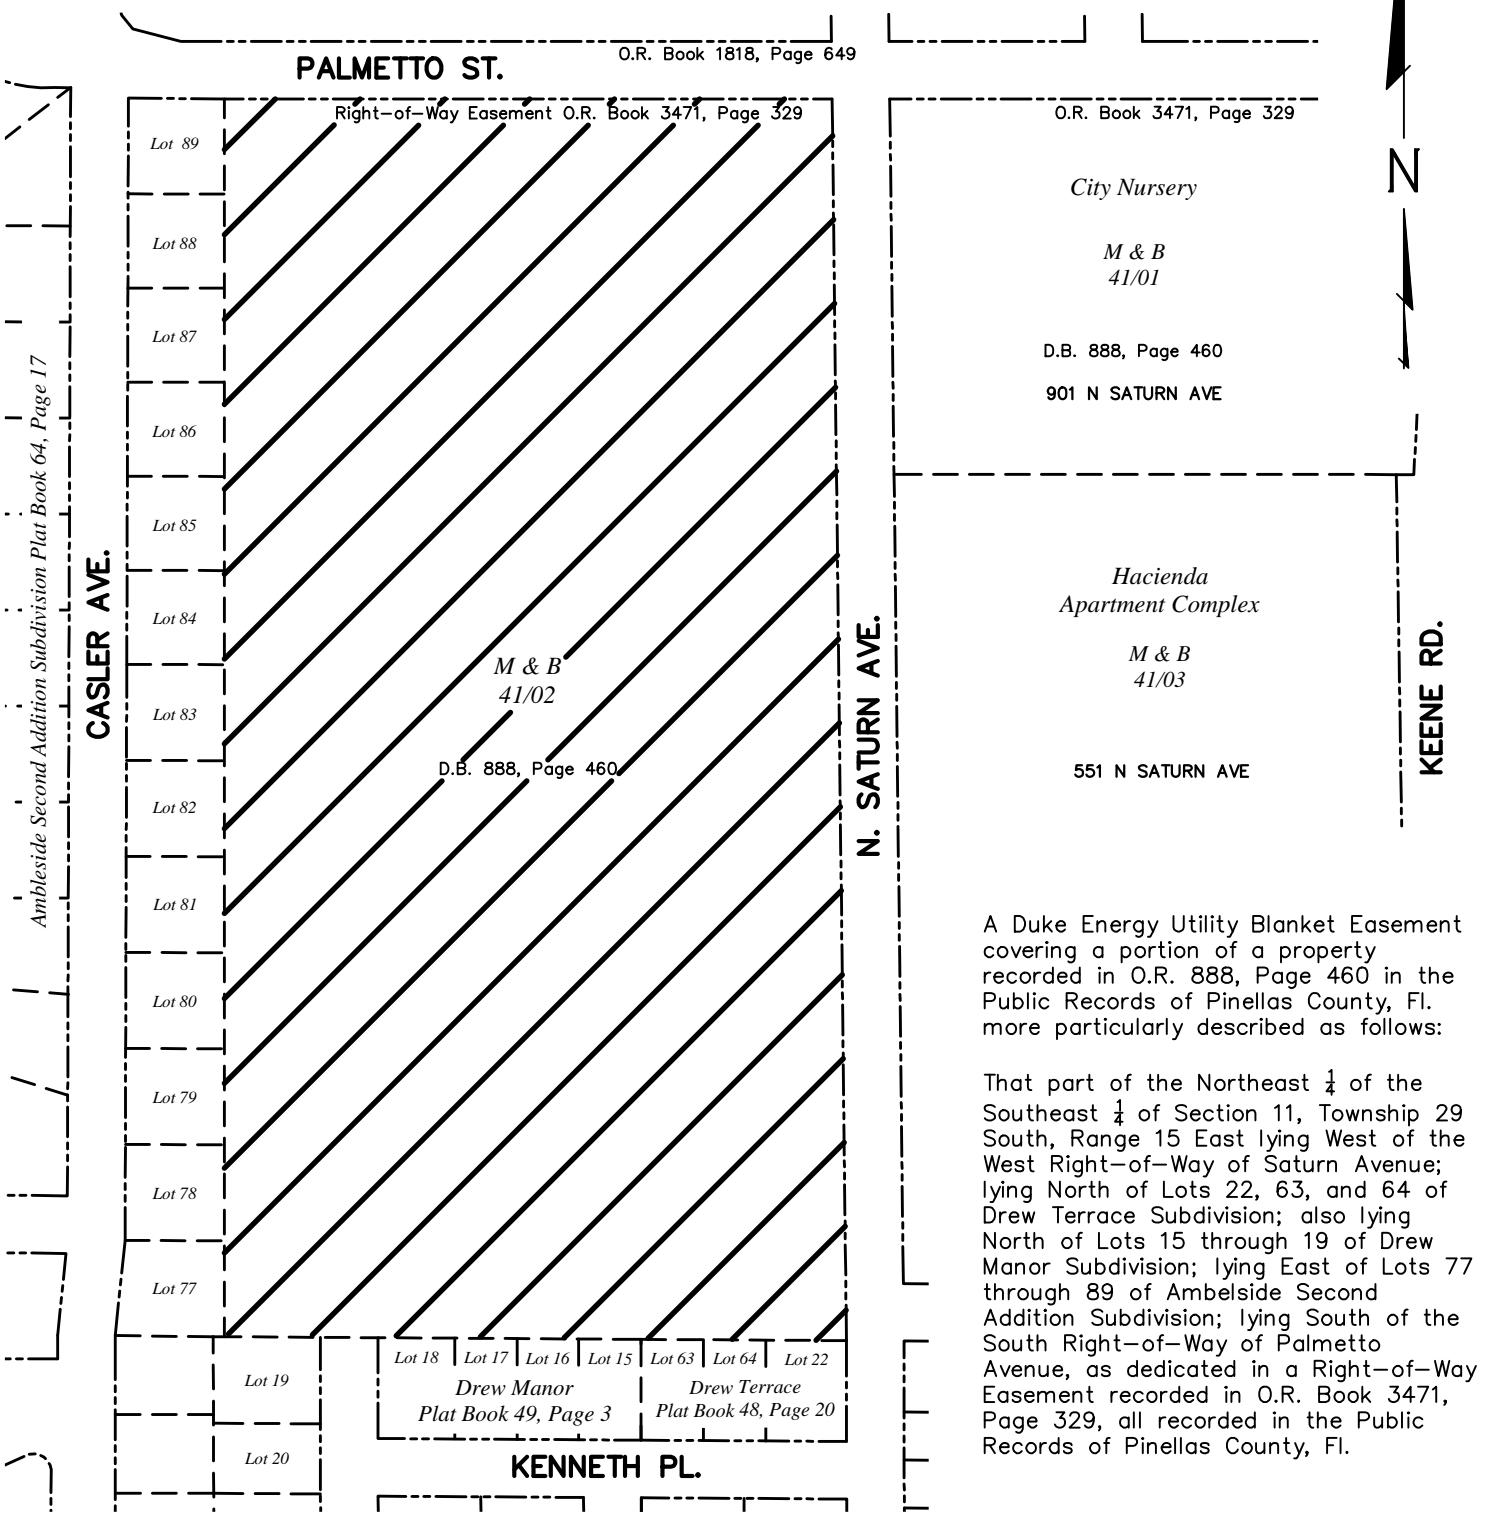 O.R. Book 1818, Page 649
PALMETTO ST.
Right-of-Way Easement O.R. Book 3471, Page 329
O.R. Book 3471, Page 329
N
Lot 89
Lot 88
Lot 87
Lot 86
Lot 85
Lot 84
Lot 83
Lot 82
Lot 81
Lot 80
Lot 79
Lot 78
Lot 77
Ambleside Second Addition Subdivision Plat Book 64, Page 17
CASLER AVE.
M & B
41/02
D.B. 888, Page 460
N. SATURN AVE.
City Nursery
M & B
41/01
D.B. 888, Page 460
901 N SATURN AVE
Hacienda
Apartment Complex
M & B
41/03
551 N SATURN AVE
KEENE RD.
A Duke Energy Utility Blanket Easement
covering a portion of a property
recorded in O.R. 888, Page 460 in the
Public Records of Pinellas County, Fl.
more particularly described as follows:
That part of the Northeast 1/4 of the
Southeast 1/4 of Section 11, Township 29
South, Range 15 East lying West of the
West Right-of-Way of Saturn Avenue;
lying North of Lots 22, 63, and 64 of
Drew Terrace Subdivision; also lying
North of Lots 15 through 19 of Drew
Manor Subdivision; lying East of Lots 77
through 89 of Ambelside Second
Addition Subdivision; lying South of the
South Right-of-Way of Palmetto
Avenue, as dedicated in a Right-of-Way
Easement recorded in O.R. Book 3471,
Page 329, all recorded in the Public
Records of Pinellas County, Fl.
Lot 18 Lot 17 Lot 16 Lot 15 Lot 63 Lot 64 Lot 22
Lot 19
Drew Manor
Plat Book 49, Page 3
Drew Terrace
Plat Book 48, Page 20
Lot 20
KENNETH PL.